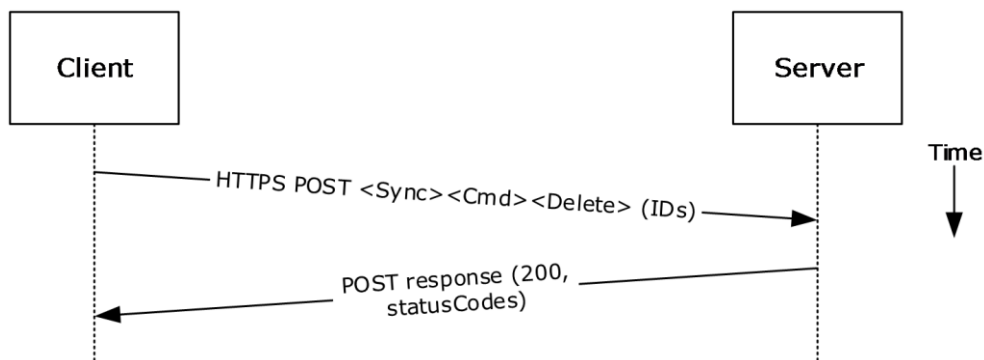 Client
Server
Time
HTTPS POST <Sync><Cmd><Delete> (IDs)
POST response (200,
statusCodes)